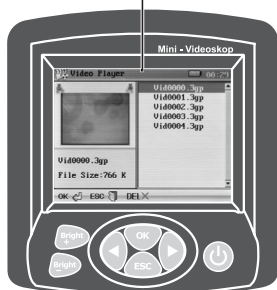 Mini - Videoskop
Video Player 00:29
Vid0000.3gp
Vid0001.3gp
Vid0002.3gp
Vid0003.3gp
Vid0004.3gp
Vid0000.3gp
File Size:766 K
OK ESC DEL
Bright +
OK
Bright −
ESC